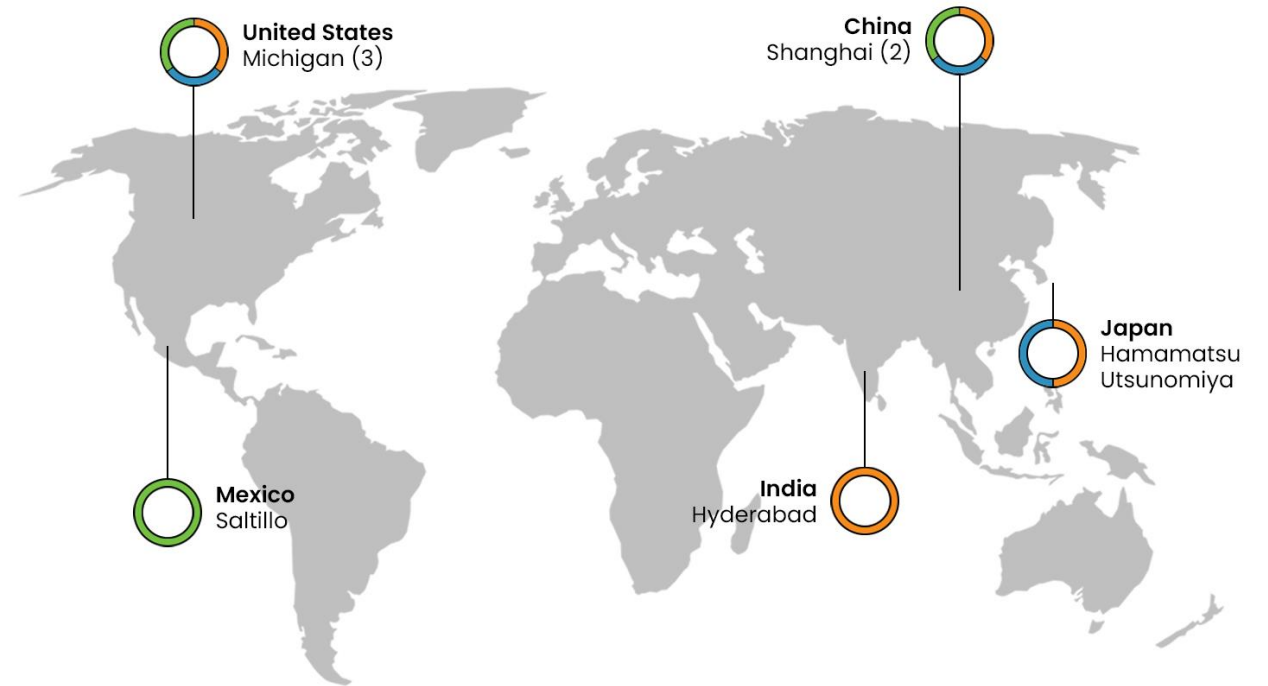 United States
Michigan (3)
China
Shanghai (2)
Japan
Hamamatsu
Utsunomiya
Mexico
Saltillo
India
Hyderabad